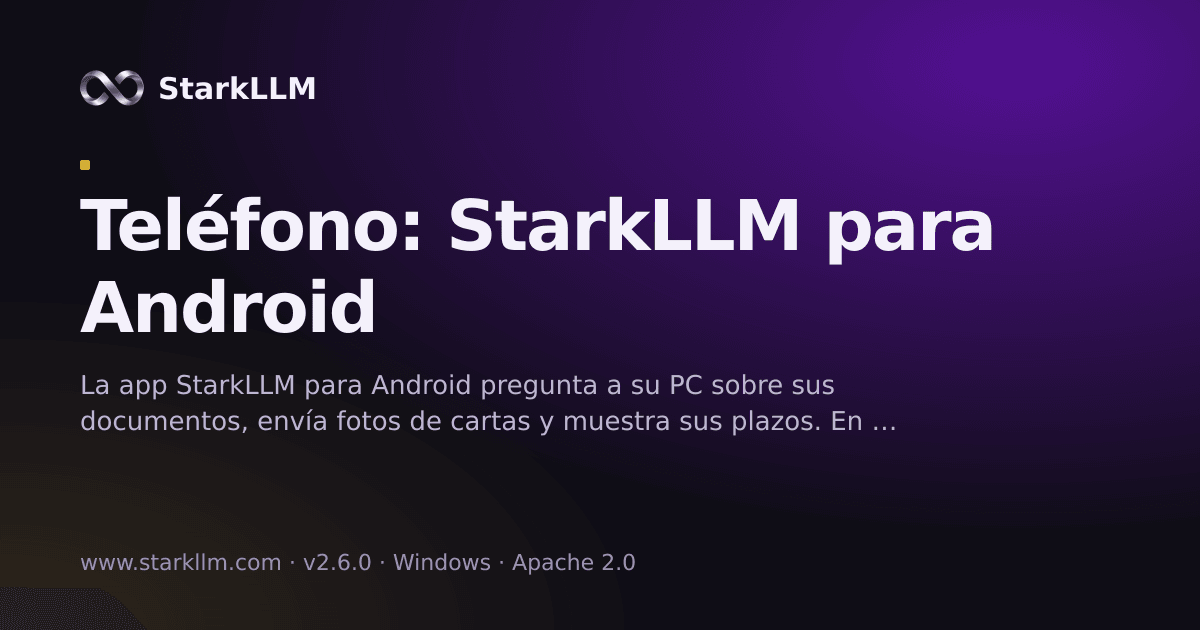 StarkLLM
Teléfono: StarkLLM para
Android
La app StarkLLM para Android pregunta a su PC sobre sus
documentos, envía fotos de cartas y muestra sus plazos. En …
www.starkllm.com · v2.6.0 · Windows · Apache 2.0